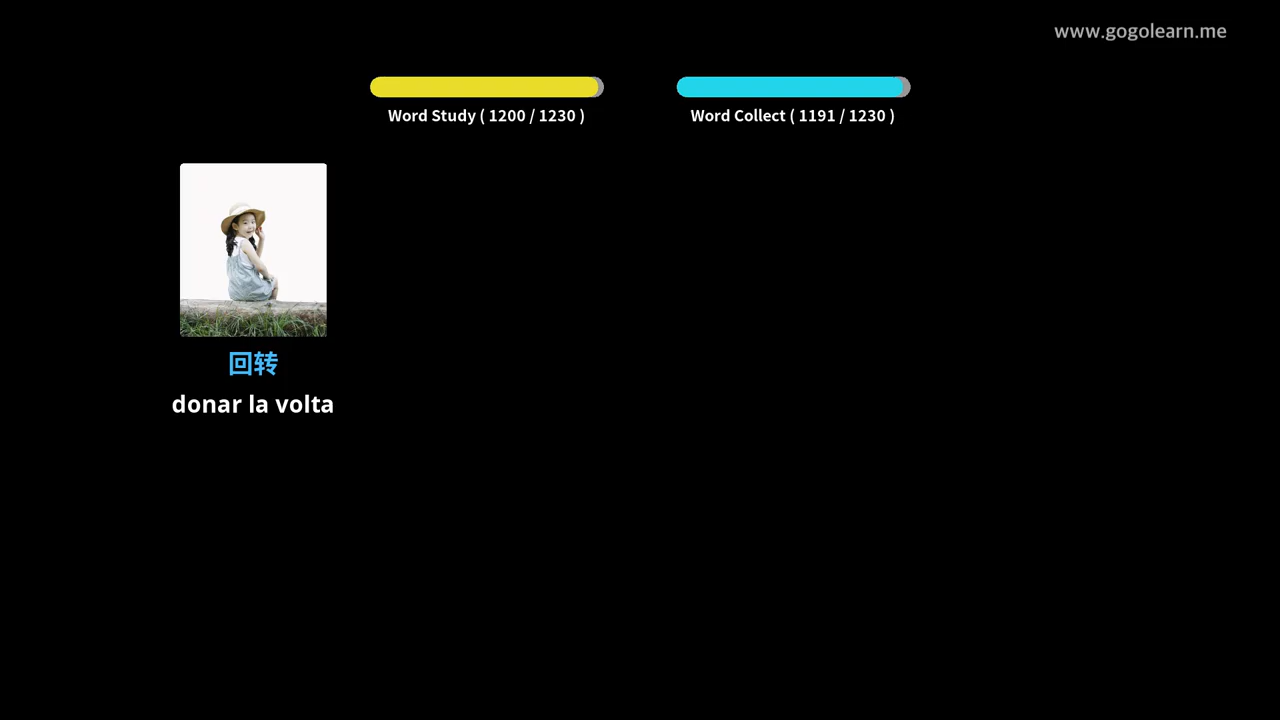 www.gogolearn.me
Word Study ( 1200 / 1230 )
Word Collect ( 1191 / 1230 )
回转
donar la volta